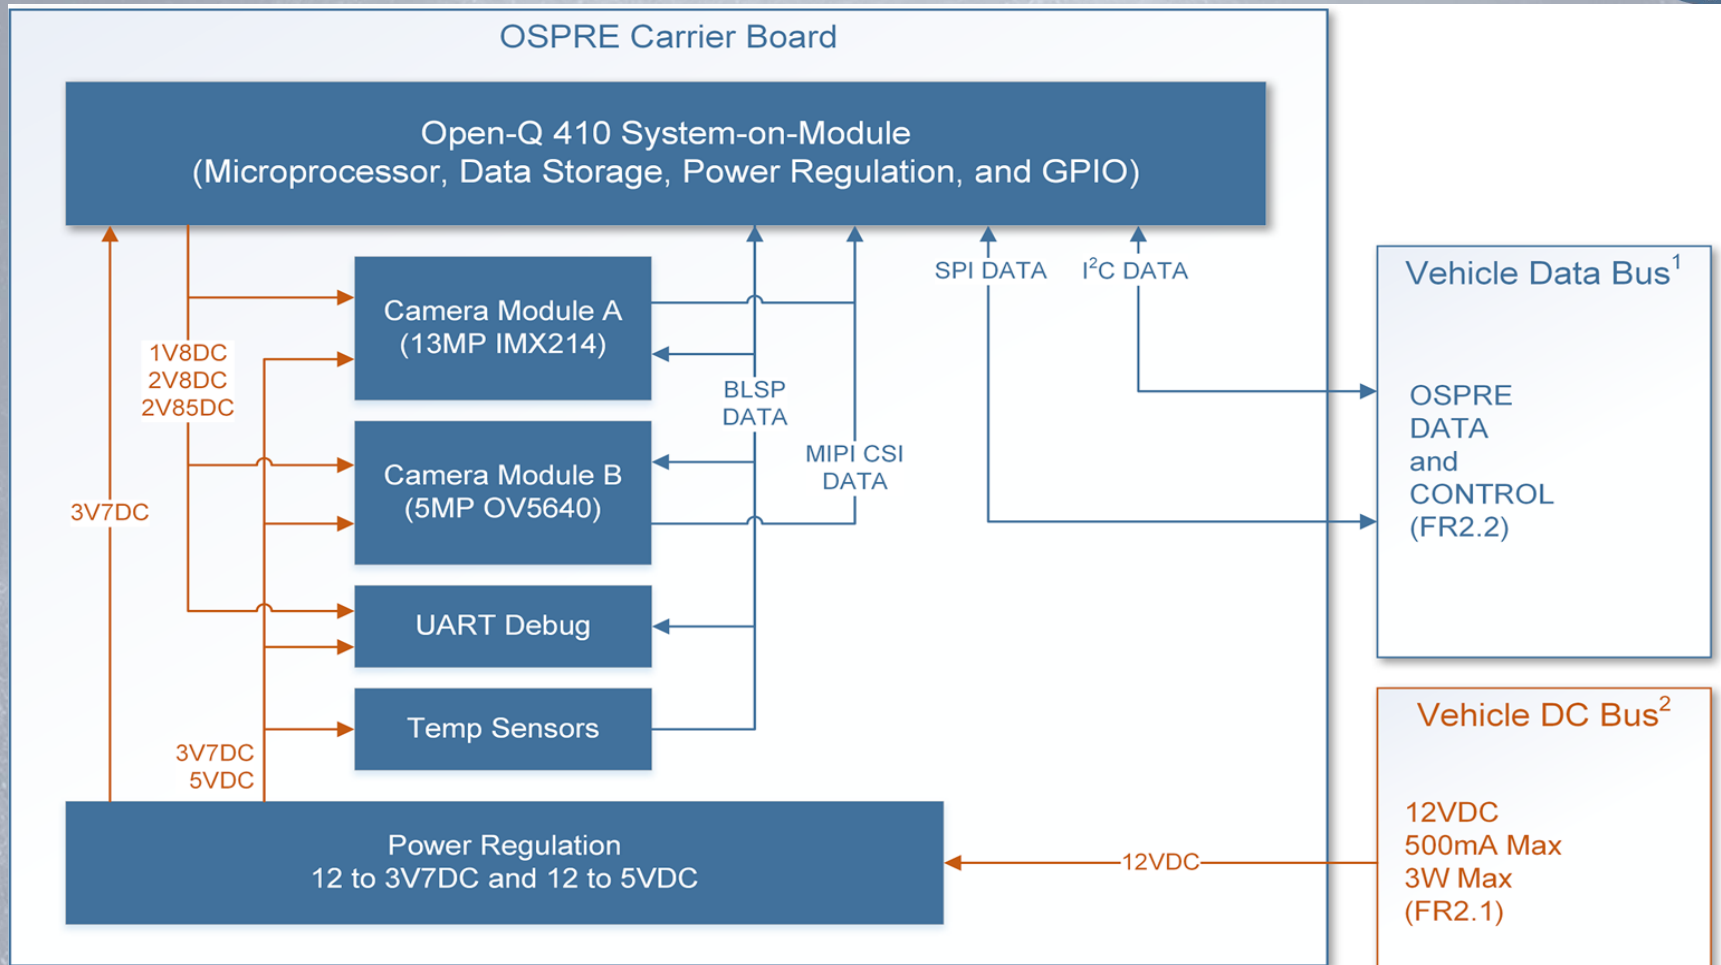 OSPRE Carrier Board
Open-Q 410 System-on-Module
(Microprocessor, Data Storage, Power Regulation, and GPIO)
SPI DATA
I²C DATA
Vehicle Data Bus¹
Camera Module A
(13MP IMX214)
1V8DC
2V8DC
2V85DC
BLSP
DATA
OSPRE
DATA
and
CONTROL
(FR2.2)
MIPI CSI
DATA
Camera Module B
(5MP OV5640)
3V7DC
UART Debug
Temp Sensors
3V7DC
5VDC
Vehicle DC Bus²
12VDC
500mA Max
3W Max
(FR2.1)
Power Regulation
12 to 3V7DC and 12 to 5VDC
12VDC